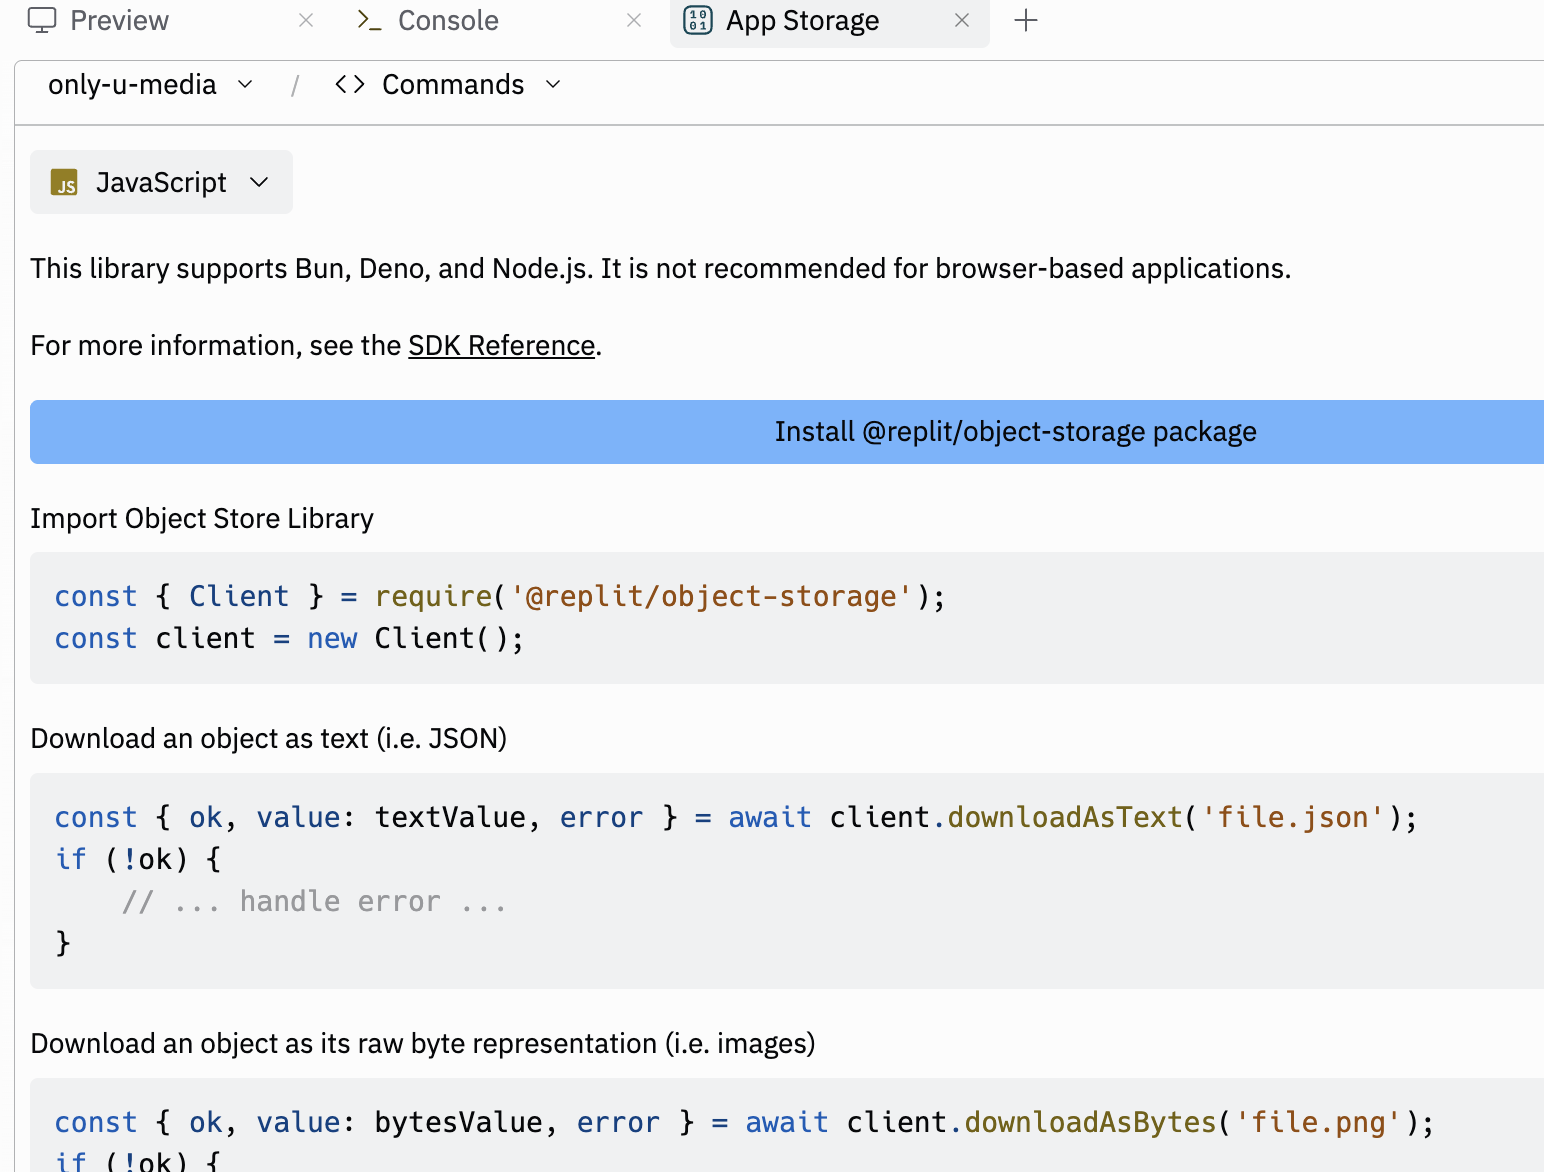 Preview
Console
App Storage
only-u-media / <> Commands
JS JavaScript
This library supports Bun, Deno, and Node.js. It is not recommended for browser-based applications.
For more information, see the SDK Reference.
Install @replit/object-storage package
Import Object Store Library
const { Client } = require('@replit/object-storage');
const client = new Client();
Download an object as text (i.e. JSON)
const { ok, value: textValue, error } = await client.downloadAsText('file.json');
if (!ok) {
    // ... handle error ...
}
Download an object as its raw byte representation (i.e. images)
const { ok, value: bytesValue, error } = await client.downloadAsBytes('file.png');
if (!ok) {